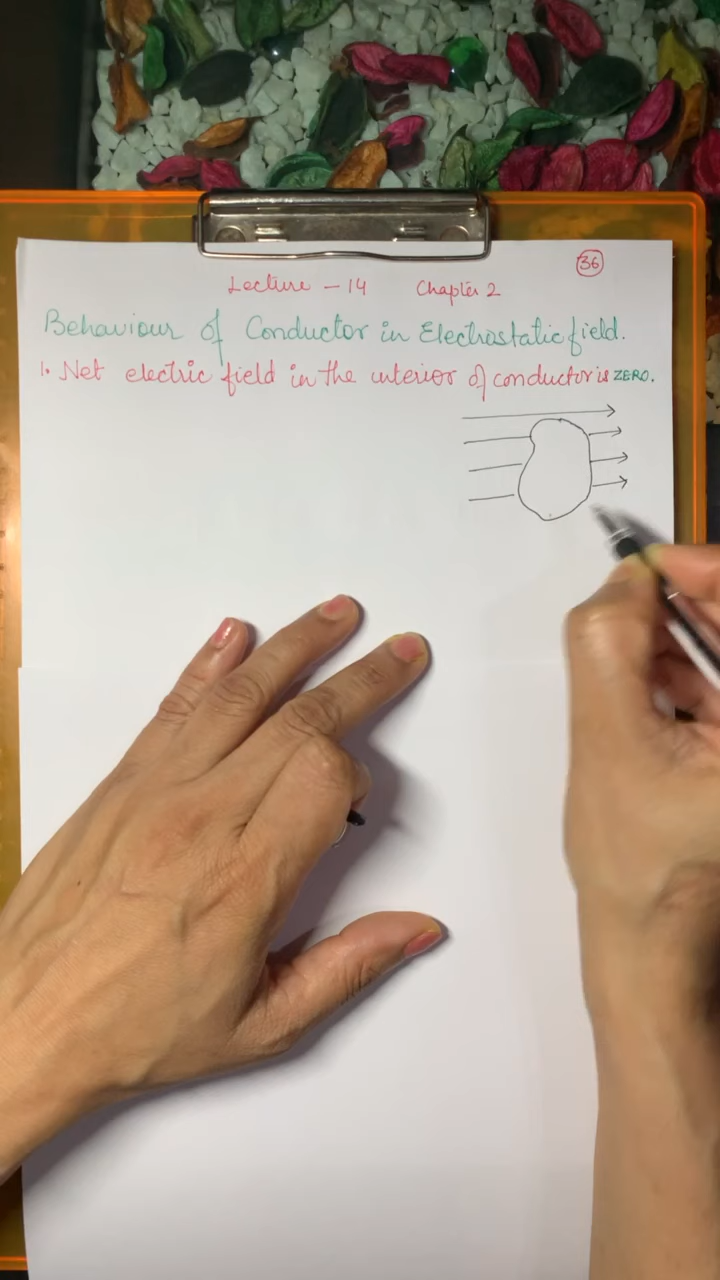 36
Lecture - 14 Chapter 2
Behaviour of Conductor in Electrostatic field.
1. Net electric field in the interior of conductor is ZERO.